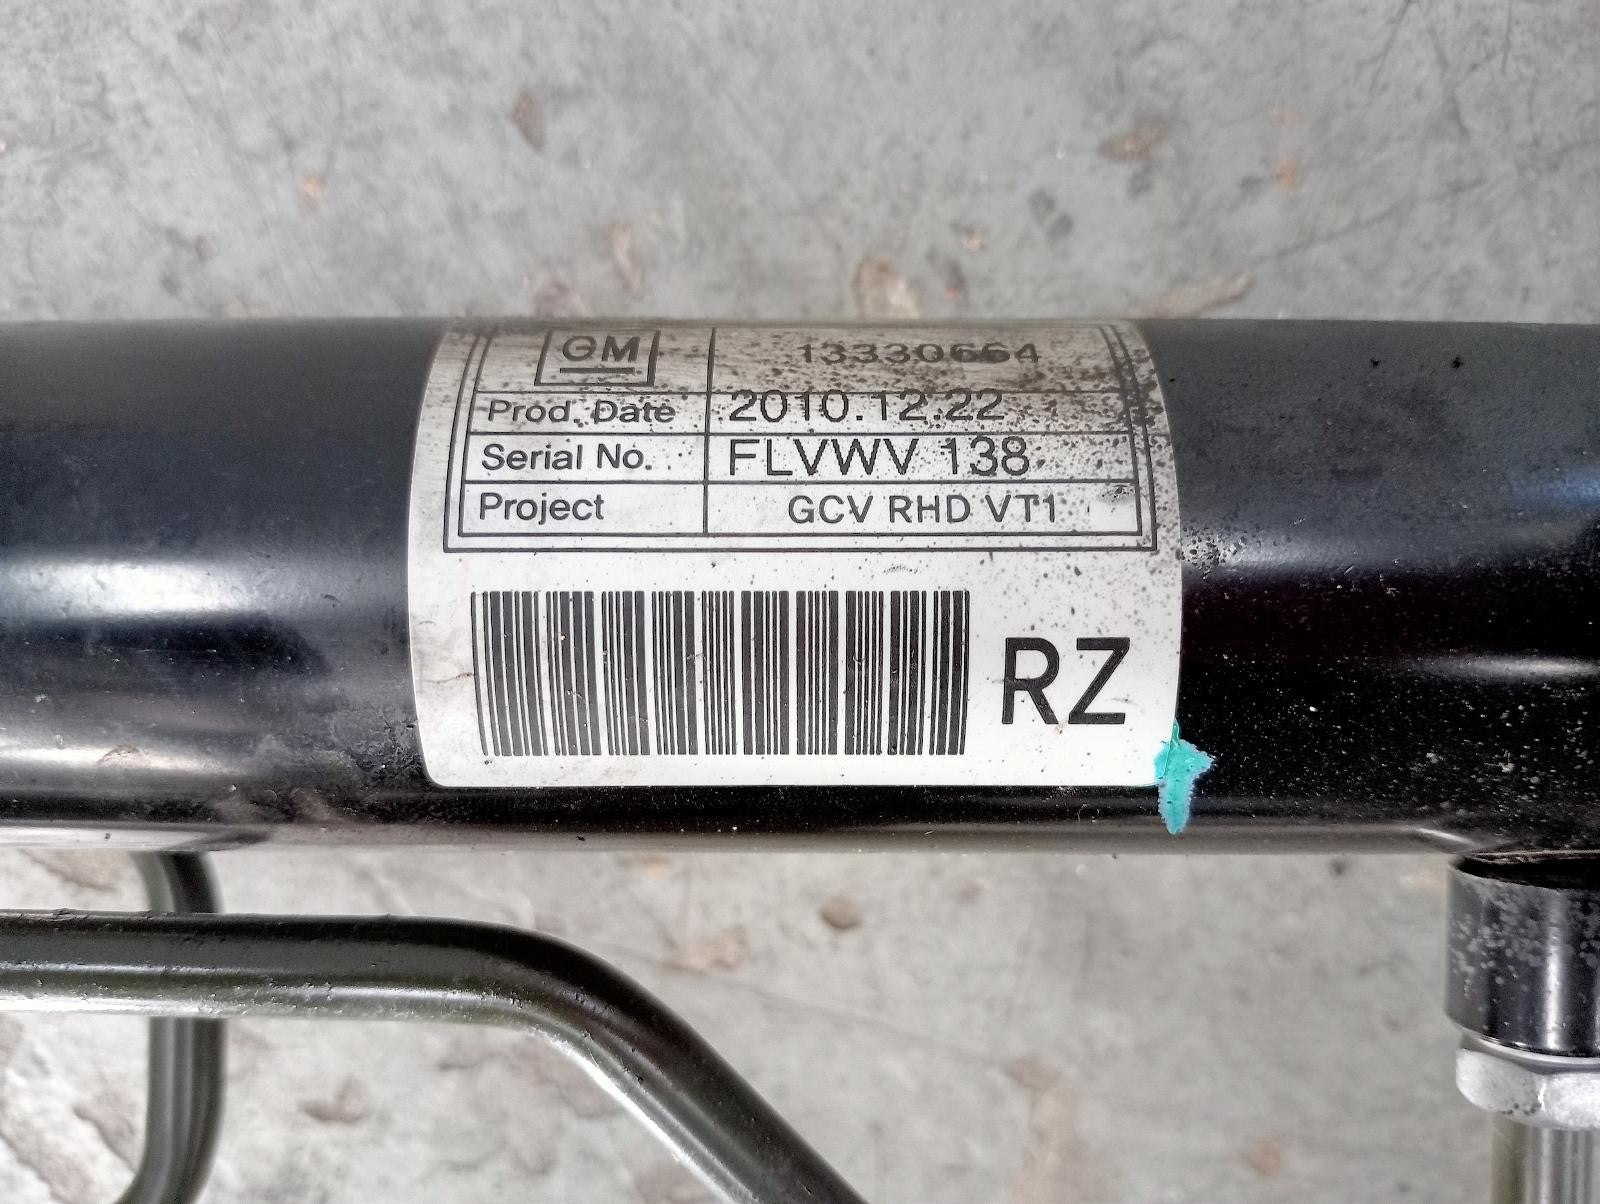 GM 13330664
Prod. Date 2010.12.22
Serial No. FLVWV 138
Project GCV RHD VT1
RZ